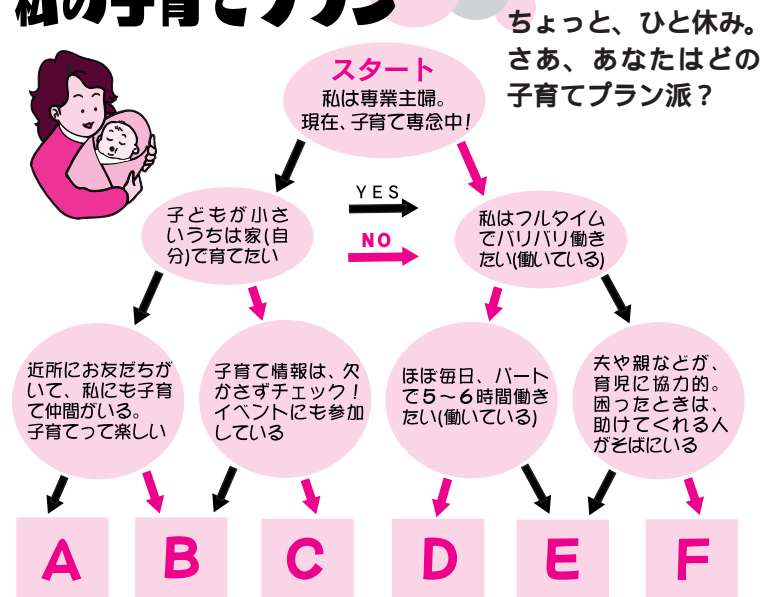 私の子育てプラン
ちょっと、ひと休み。
さあ、あなたはどの
子育てプラン派？
スタート
私は専業主婦。
現在、子育て専念中！
YES
NO
子どもが小さ
いうちは家(自
分)で育てたい
私はフルタイム
でバリバリ働き
たい(働いている)
近所にお友だちが
いて、私にも子育
て仲間がいる。
子育てって楽しい
子育て情報は、欠
かさずチェック！
イベントにも参加
している
ほぼ毎日、パート
で5～6時間働き
たい(働いている)
夫や親などが、
育児に協力的。
困ったときは、
助けてくれる人
がそばにいる
A
B
C
D
E
F